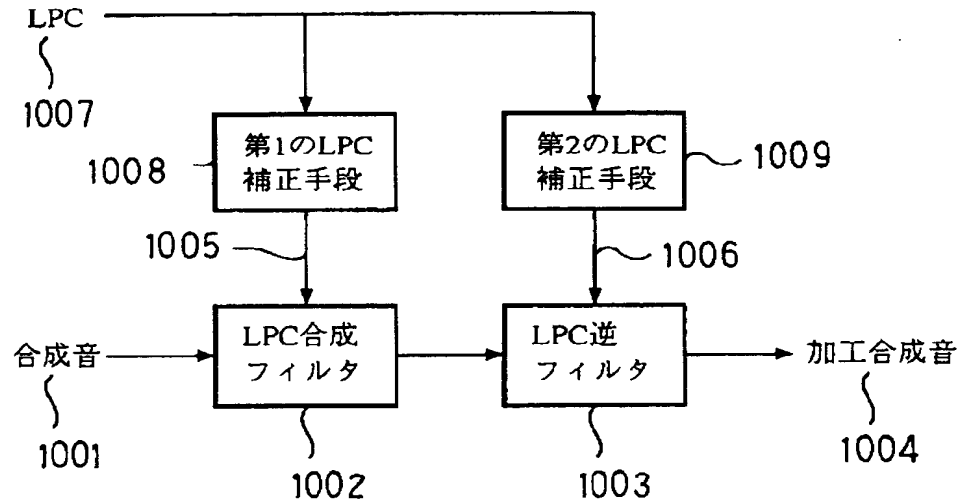 LPC
1007
第1のLPC
補正手段
1008
第2のLPC
補正手段
1009
1005
1006
合成音
1001
LPC合成
フィルタ
1002
LPC逆
フィルタ
1003
加工合成音
1004